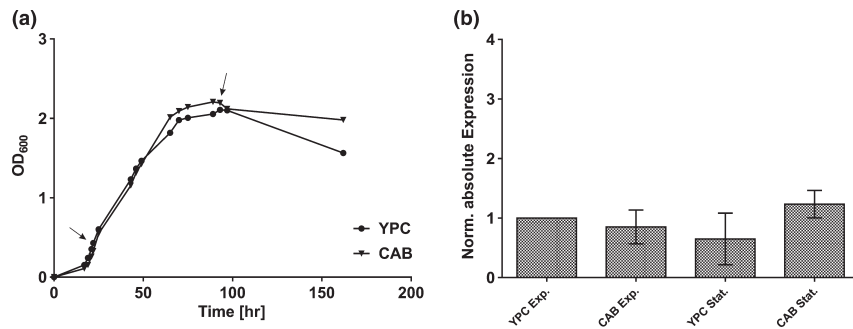 (a)
3
2
1
0
OD600
0 50 100 150 200
Time [hr]
YPC
CAB
(b)
4
3
2
1
0
Norm. absolute Expression
YPC Exp.
CAB Exp.
YPC Stat.
CAB Stat.